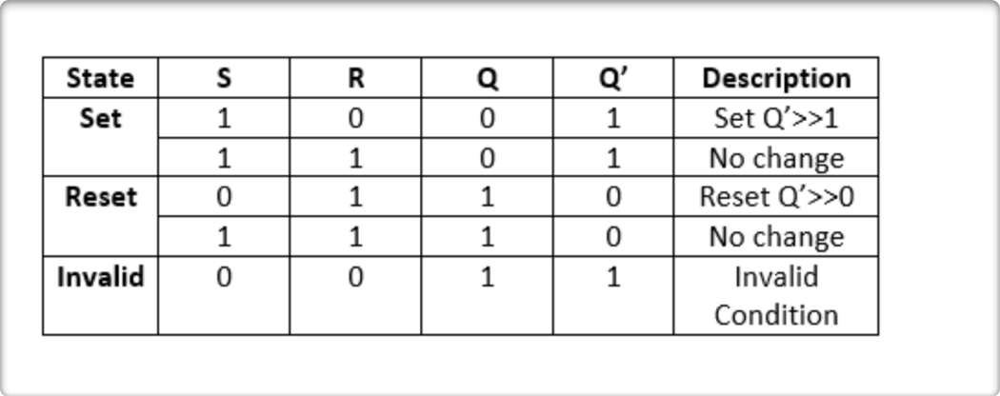 State S R Q Q’ Description
Set 1 0 0 1 Set Q’>>1
1 1 0 1 No change
Reset 0 1 1 0 Reset Q’>>0
1 1 1 0 No change
Invalid 0 0 1 1 Invalid
Condition